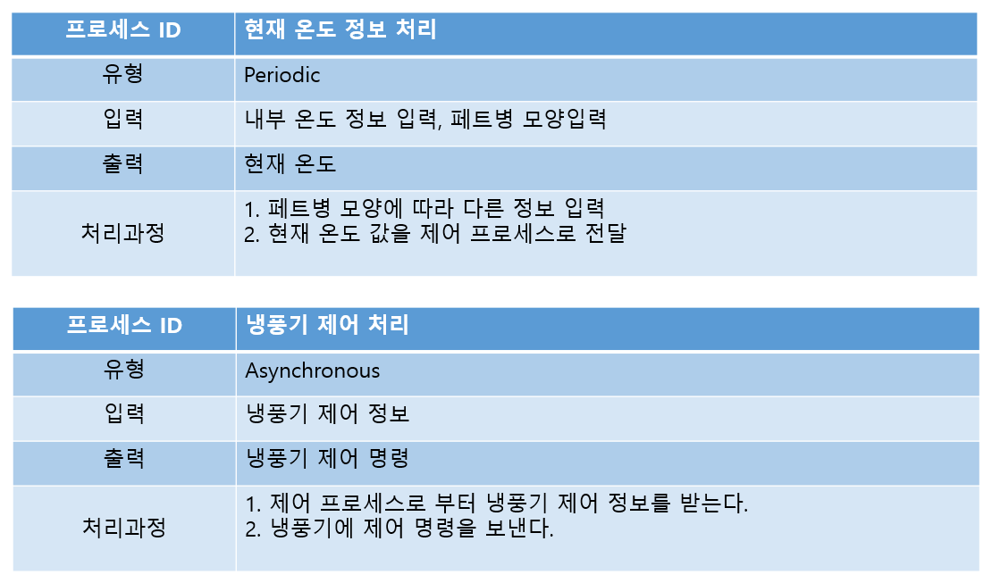 프로세스 ID 현재 온도 정보 처리
유형 Periodic
입력 내부 온도 정보 입력, 페트병 모양입력
출력 현재 온도
처리과정 1. 페트병 모양에 따라 다른 정보 입력
2. 현재 온도 값을 제어 프로세스로 전달
프로세스 ID 냉풍기 제어 처리
유형 Asynchronous
입력 냉풍기 제어 정보
출력 냉풍기 제어 명령
처리과정 1. 제어 프로세스로 부터 냉풍기 제어 정보를 받는다.
2. 냉풍기에 제어 명령을 보낸다.